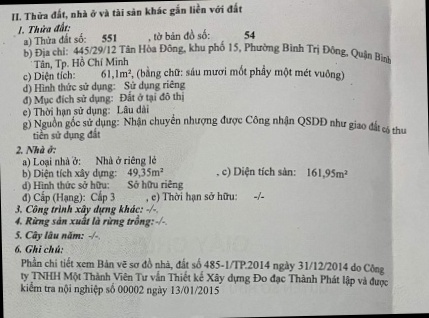 II. Thửa đất, nhà ở và tài sản khác gắn liền với đất
1. Thửa đất:
a) Thửa đất số: 551 , tờ bản đồ số: 54
b) Địa chỉ: 445/29/12 Tân Hòa Đông, khu phố 15, Phường Bình Trị Đông, Quận Bình
Tân, Tp. Hồ Chí Minh
c) Diện tích: 61,1m², (bằng chữ: sáu mươi mốt phẩy một mét vuông)
d) Hình thức sử dụng: Sử dụng riêng
đ) Mục đích sử dụng: Đất ở tại đô thị
e) Thời hạn sử dụng: Lâu dài
g) Nguồn gốc sử dụng: Nhận chuyển nhượng được Công nhận QSDĐ như giao đất có thu
tiền sử dụng đất
2. Nhà ở:
a) Loại nhà ở: Nhà ở riêng lẻ
b) Diện tích xây dựng: 49,35m² , c) Diện tích sàn: 161,95m²
d) Hình thức sở hữu: Sở hữu riêng
đ) Cấp (Hạng): Cấp 3 , e) Thời hạn sở hữu: -/-
3. Công trình xây dựng khác: -/-.
4. Rừng sản xuất là rừng trồng:-/-.
5. Cây lâu năm: -/-.
6. Ghi chú:
Phần chi tiết xem Bản vẽ sơ đồ nhà, đất số 485-1/TP.2014 ngày 31/12/2014 do Công
ty TNHH Một Thành Viên Tư vấn Thiết kế Xây dựng Đo đạc Thành Phát lập và được
kiểm tra nội nghiệp số 00002 ngày 13/01/2015